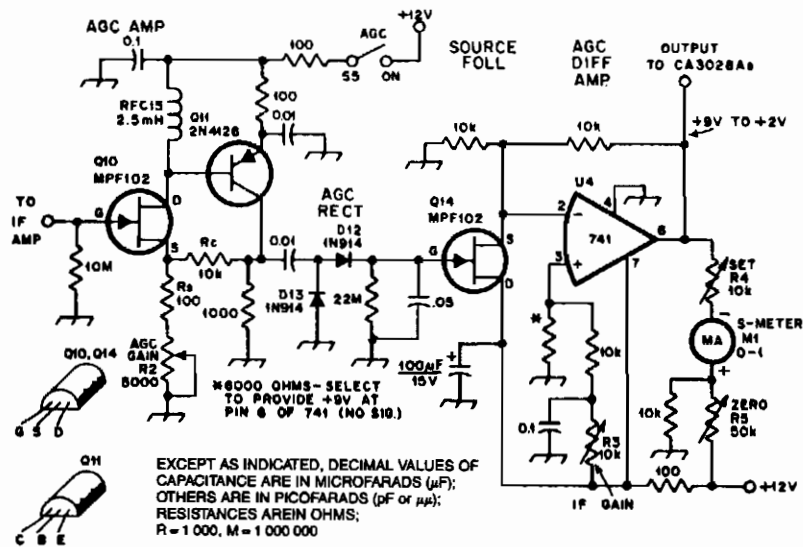 AGC AMP
0.1
100
AGC
SS
ON
+12V
SOURCE
FOLL
AGC
DIFF
AMP
OUTPUT
TO CA3028As
+9V TO +2V
RFC15
2.5mH
Q11
2N4126
100
0.01
10k
10k
Q10
MPF102
D
G
S
TO
IF
AMP
10M
AGC
RECT
D12
1N914
Q14
MPF102
G
S
D
U4
741
2
3
4
6
7
−
+
Rc
10k
0.01
D13
1N914
22M
.05
Rs
100
1000
AGC
GAIN
R2
5000
SET
R4
10k
−
MA
+
S-METER
M1
0-1
*
10k
100µF
15V
+
0.1
R3
10k
IF GAIN
10k
ZERO
R5
50k
100
+12V
*6000 OHMS-SELECT
TO PROVIDE +9V AT
PIN 6 OF 741 (NO SIG.)
Q10, Q14
G S D
Q11
C B E
EXCEPT AS INDICATED, DECIMAL VALUES OF
CAPACITANCE ARE IN MICROFARADS (µF);
OTHERS ARE IN PICOFARADS (pF or µµ);
RESISTANCES AREIN OHMS;
R=1 000, M=1 000 000